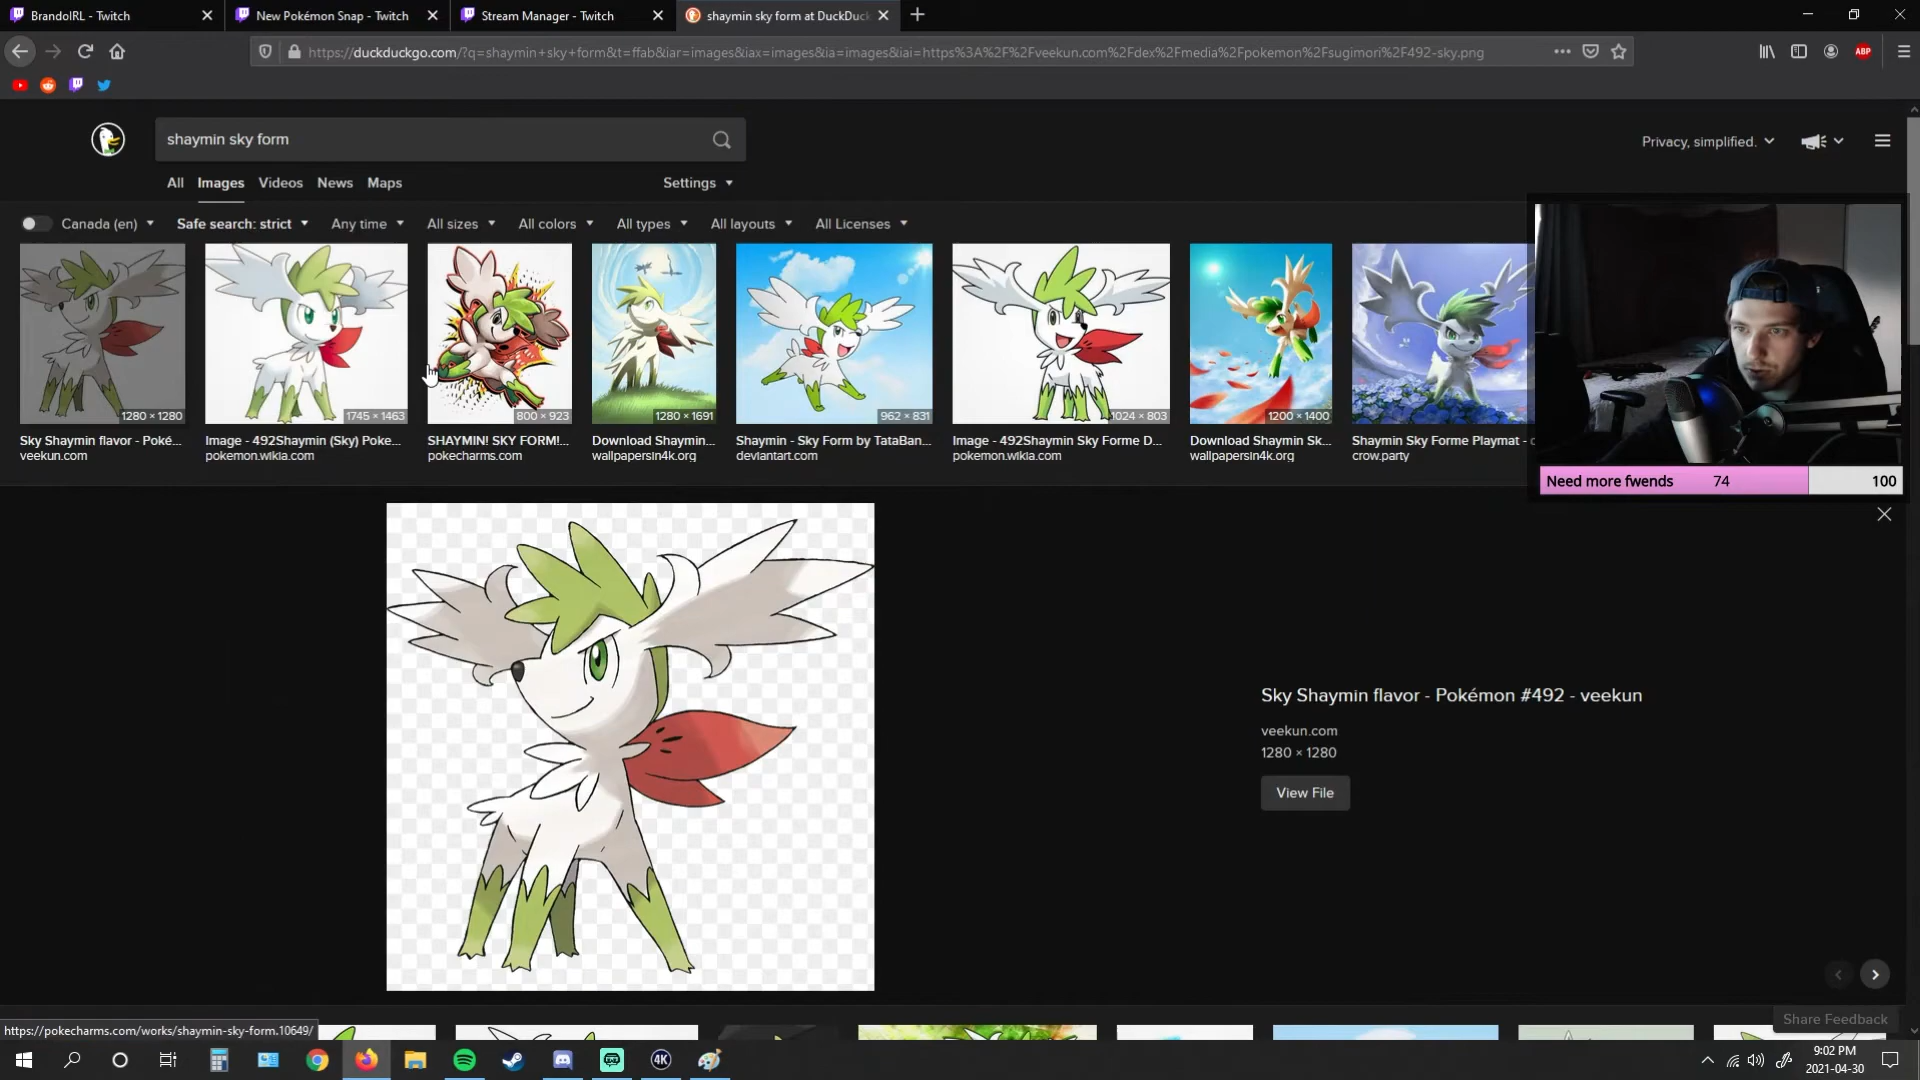 BrandolRL - Twitch
New Pokémon Snap - Twitch
Stream Manager - Twitch
shaymin sky form at DuckDuck
https://duckduckgo.com/?q=shaymin+sky+form&t=ffab&iar=images&iax=images&ia=images&iai=https%3A%2F%2Fveekun.com%2Fdex%2Fmedia%2Fpokemon%2Fsugimori%2F492-sky.png
ABP
shaymin sky form
Privacy, simplified.
All Images Videos News Maps Settings
Canada (en) Safe search: strict Any time All sizes All colors All types All layouts All Licenses
1280 × 1280
1745 × 1463
800 × 923
1280 × 1691
962 × 831
1024 × 803
1200 × 1400
Sky Shaymin flavor - Poké...
veekun.com
Image - 492Shaymin (Sky) Poke...
pokemon.wikia.com
SHAYMIN! SKY FORM!...
pokecharms.com
Download Shaymin...
wallpapersin4k.org
Shaymin - Sky Form by TataBan...
deviantart.com
Image - 492Shaymin Sky Forme D...
pokemon.wikia.com
Download Shaymin Sk...
wallpapersin4k.org
Shaymin Sky Forme Playmat -
crow.party
Need more fwends 74 100
Sky Shaymin flavor - Pokémon #492 - veekun
veekun.com
1280 × 1280
View File
Share Feedback
https://pokecharms.com/works/shaymin-sky-form.10649/
4K
9:02 PM
2021-04-30